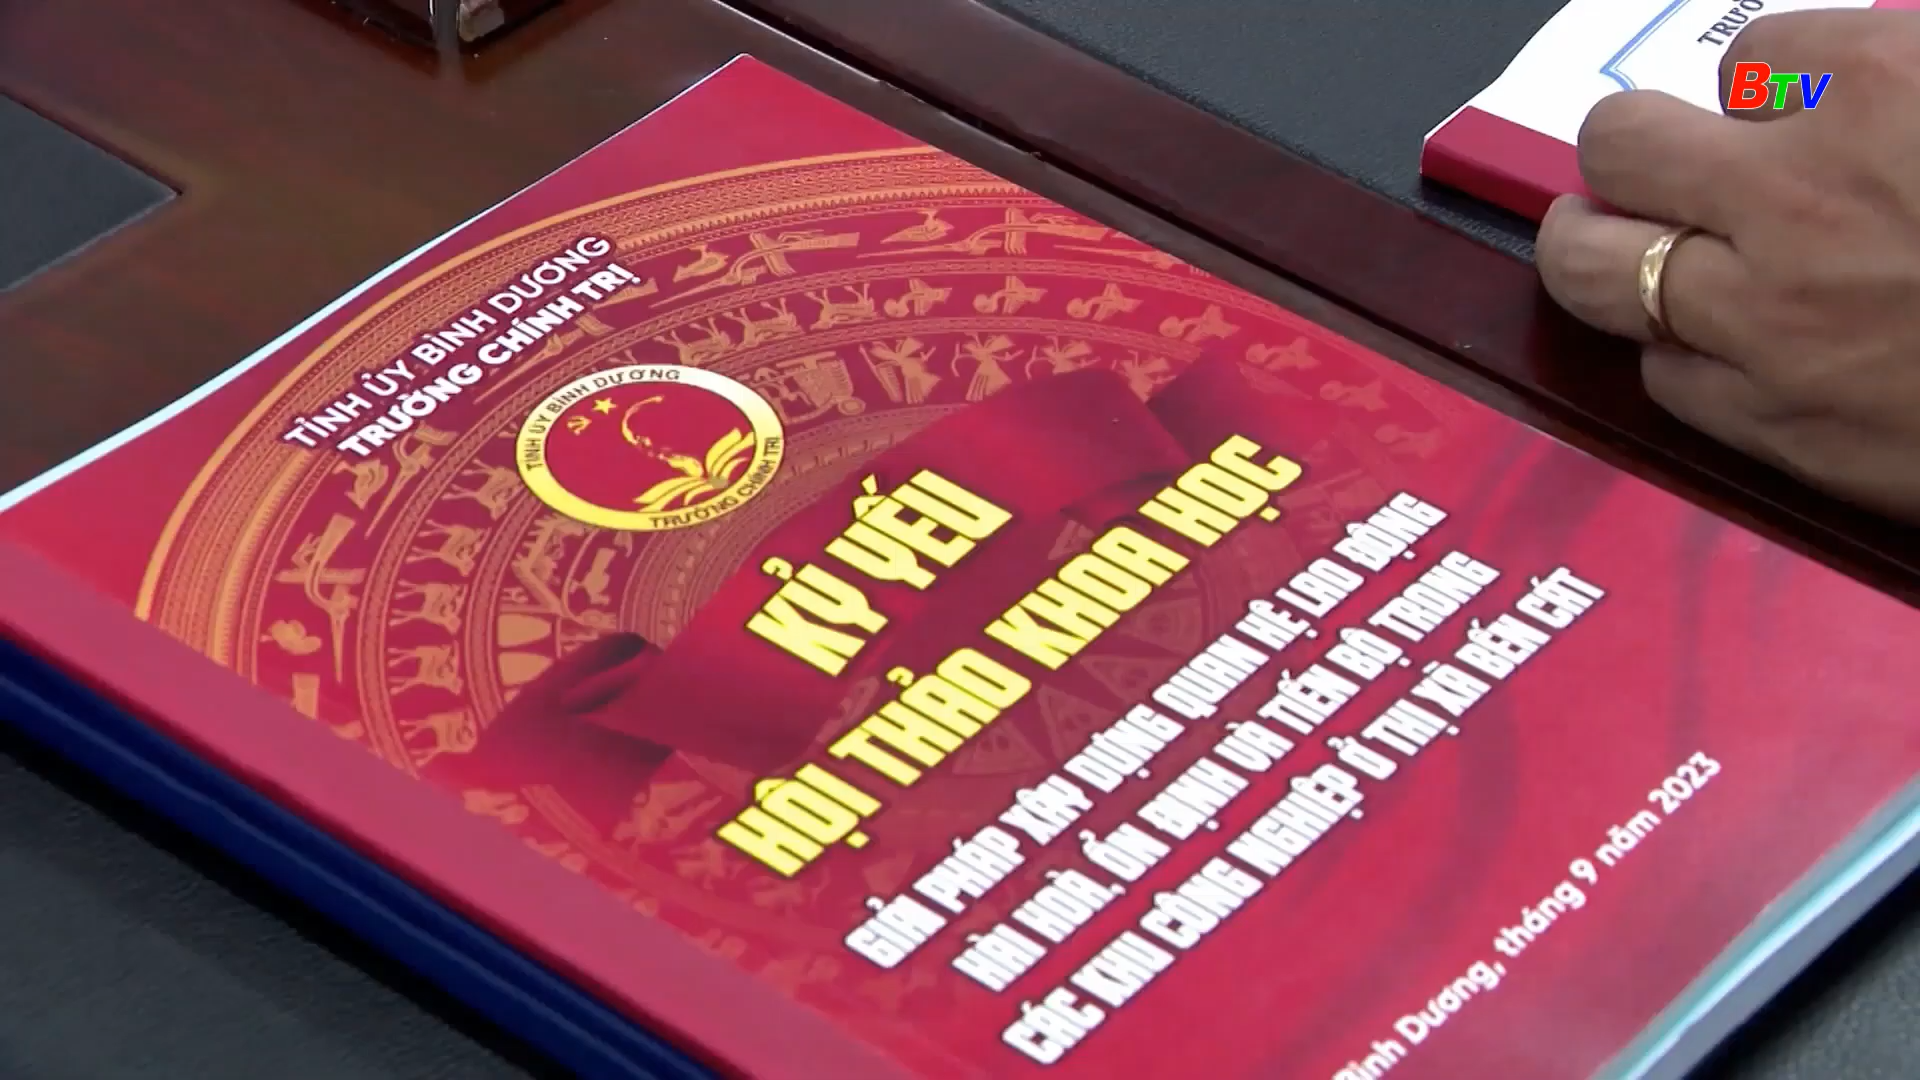 BTV
TRƯỜ
TỈNH ỦY BÌNH DƯƠNG
TRƯỜNG CHÍNH TRỊ
TỈNH ỦY BÌNH DƯƠNG
TRƯỜNG CHÍNH TRỊ
KỶ YẾU
HỘI THẢO KHOA HỌC
GIẢI PHÁP XÂY DỰNG QUAN HỆ LAO ĐỘNG
HÀI HOÀ, ỔN ĐỊNH VÀ TIẾN BỘ TRONG
CÁC KHU CÔNG NGHIỆP Ở THỊ XÃ BẾN CÁT
Bình Dương, tháng 9 năm 2023